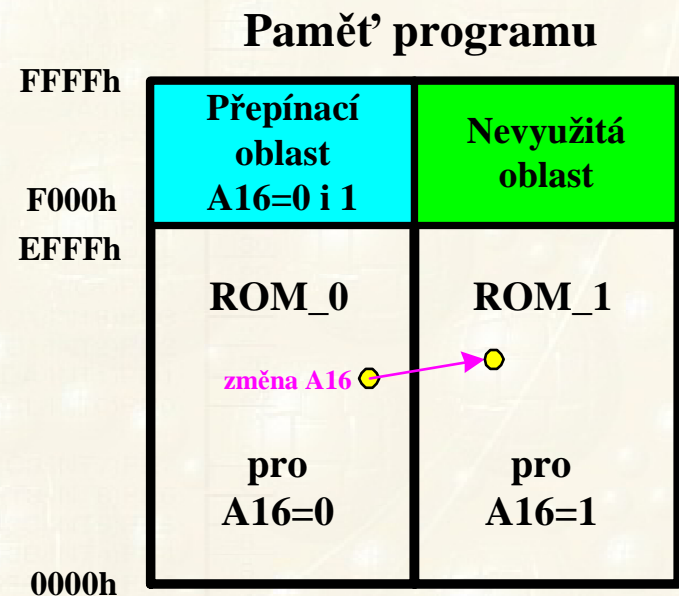 Paměť programu
FFFFh
Přepínací
oblast
A16=0 i 1
Nevyužitá
oblast
F000h
EFFFh
ROM_0
ROM_1
změna A16
pro
A16=0
pro
A16=1
0000h